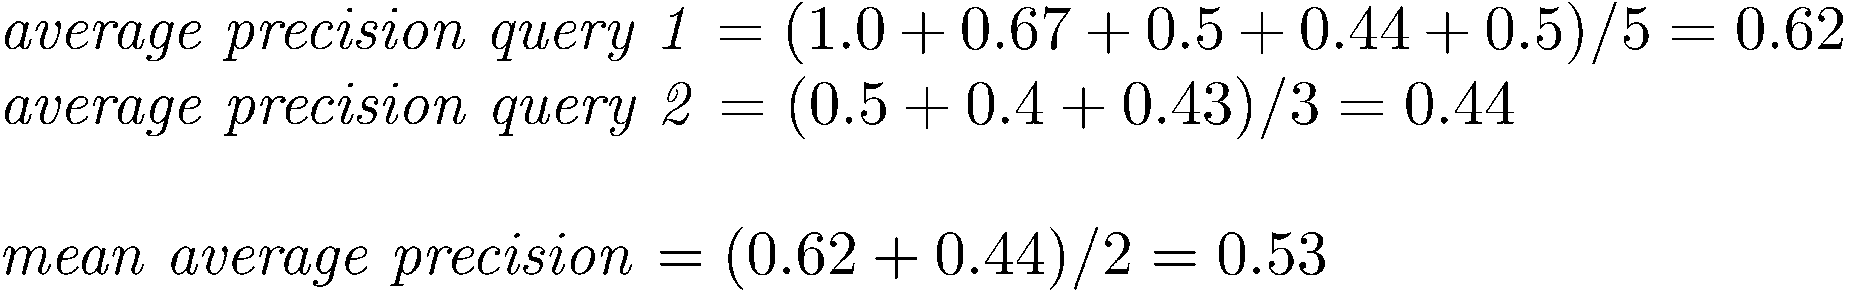 average precision query 1 = (1.0 + 0.67 + 0.5 + 0.44 + 0.5)/5 = 0.62
average precision query 2 = (0.5 + 0.4 + 0.43)/3 = 0.44
mean average precision = (0.62 + 0.44)/2 = 0.53